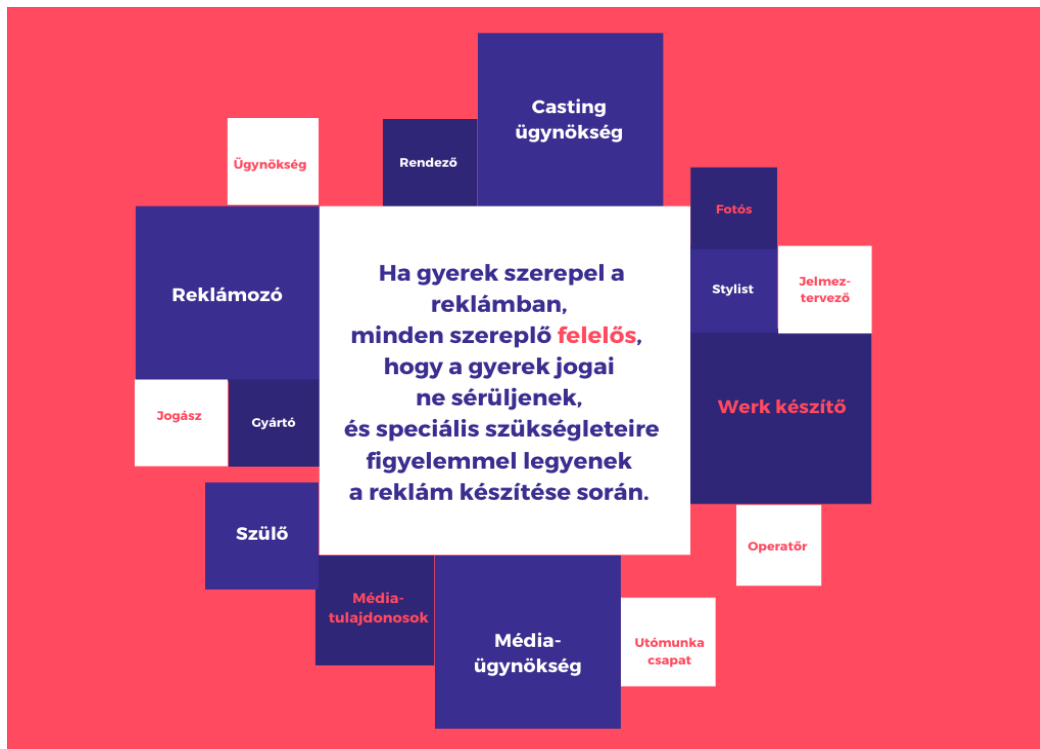 Casting
ügynökség
Ügynökség
Rendező
Fotós
Reklámozó
Stylist
Jelmez-
tervező
Ha gyerek szerepel a
reklámban,
minden szereplő felelős,
hogy a gyerek jogai
ne sérüljenek,
és speciális szükségleteire
figyelemmel legyenek
a reklám készítése során.
Jogász
Gyártó
Werk készítő
Szülő
Operatőr
Média-
tulajdonosok
Média-
ügynökség
Utómunka
csapat